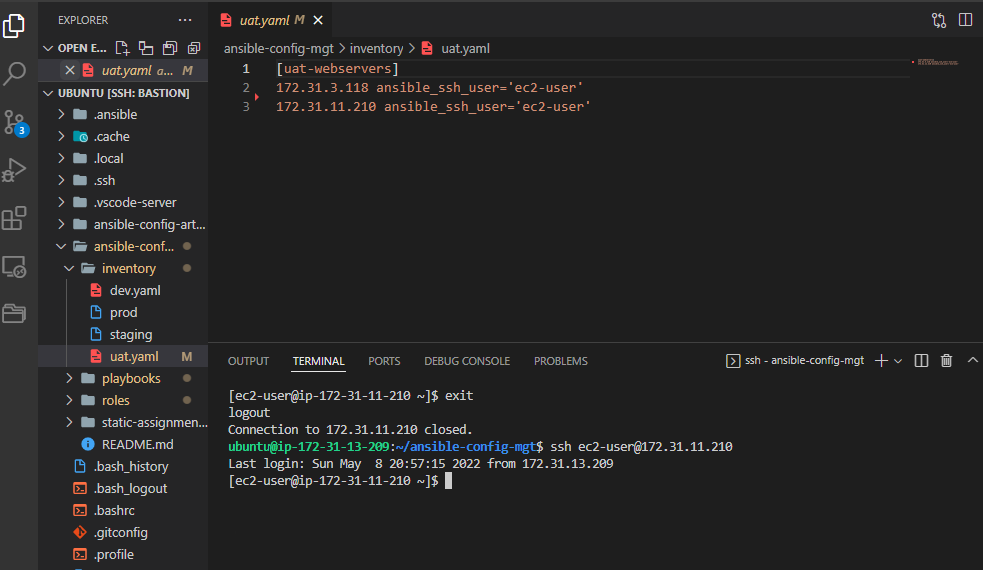 EXPLORER
OPEN E...
uat.yaml a... M
UBUNTU [SSH: BASTION]
.ansible
.cache
.local
.ssh
.vscode-server
ansible-config-art...
ansible-conf...
inventory
dev.yaml
prod
staging
uat.yaml M
playbooks
roles
static-assignmen...
README.md
.bash_history
.bash_logout
.bashrc
.gitconfig
.profile
3
uat.yaml M
ansible-config-mgt > inventory > uat.yaml
1 [uat-webservers]
2 172.31.3.118 ansible_ssh_user='ec2-user'
3 172.31.11.210 ansible_ssh_user='ec2-user'
OUTPUT TERMINAL PORTS DEBUG CONSOLE PROBLEMS ssh - ansible-config-mgt
[ec2-user@ip-172-31-11-210 ~]$ exit
logout
Connection to 172.31.11.210 closed.
ubuntu@ip-172-31-13-209:~/ansible-config-mgt$ ssh ec2-user@172.31.11.210
Last login: Sun May  8 20:57:15 2022 from 172.31.13.209
[ec2-user@ip-172-31-11-210 ~]$